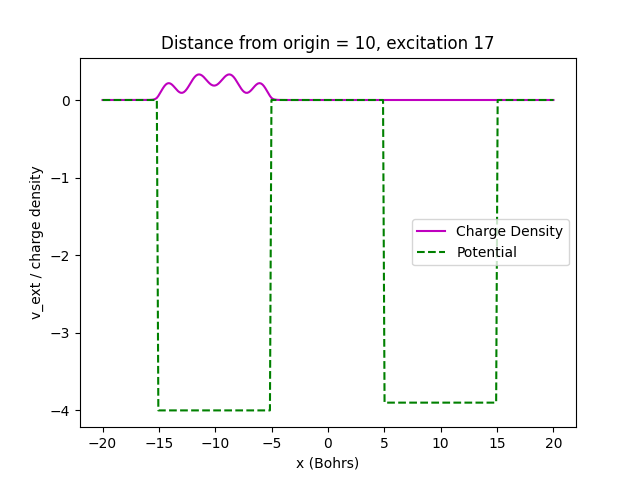 Distance from origin = 10, excitation 17
v_ext / charge density
0
−1
−2
−3
−4
Charge Density
Potential
−20 −15 −10 −5 0 5 10 15 20
x (Bohrs)